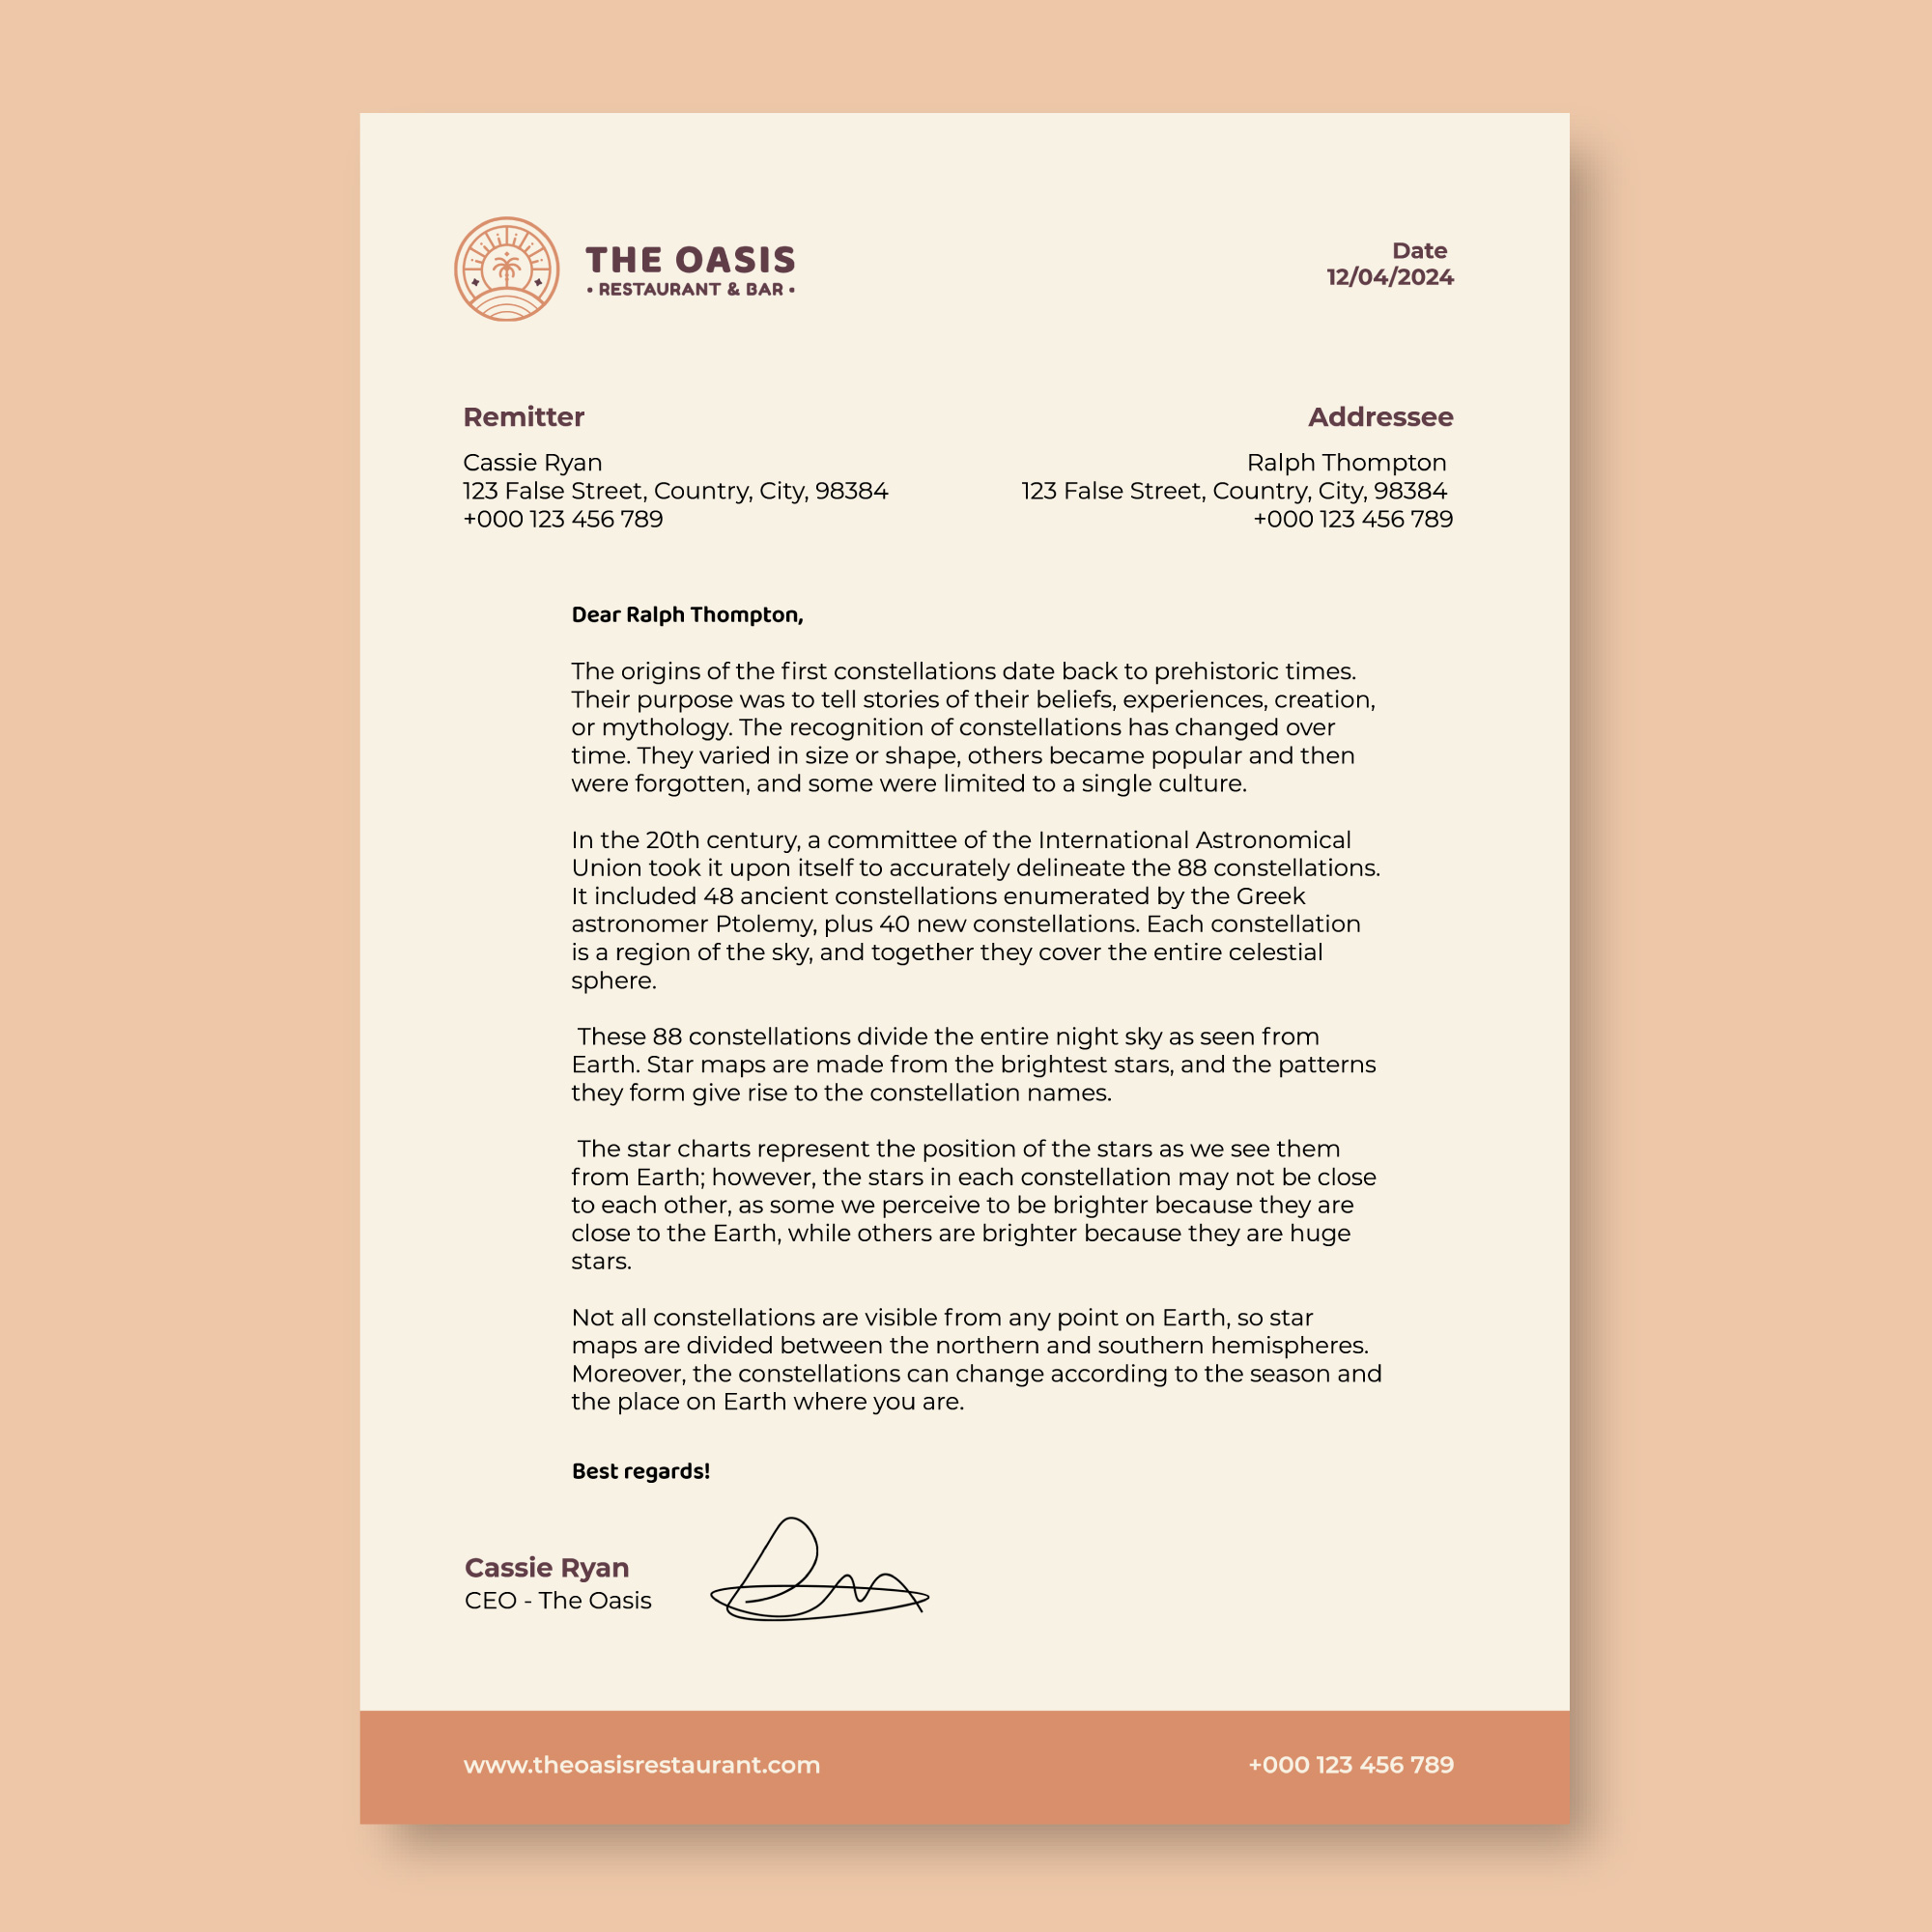 THE OASIS
• RESTAURANT & BAR •
Date
12/04/2024
Remitter
Cassie Ryan
123 False Street, Country, City, 98384
+000 123 456 789
Addressee
Ralph Thompton
123 False Street, Country, City, 98384
+000 123 456 789
Dear Ralph Thompton,
The origins of the first constellations date back to prehistoric times.
Their purpose was to tell stories of their beliefs, experiences, creation,
or mythology. The recognition of constellations has changed over
time. They varied in size or shape, others became popular and then
were forgotten, and some were limited to a single culture.
In the 20th century, a committee of the International Astronomical
Union took it upon itself to accurately delineate the 88 constellations.
It included 48 ancient constellations enumerated by the Greek
astronomer Ptolemy, plus 40 new constellations. Each constellation
is a region of the sky, and together they cover the entire celestial
sphere.
These 88 constellations divide the entire night sky as seen from
Earth. Star maps are made from the brightest stars, and the patterns
they form give rise to the constellation names.
The star charts represent the position of the stars as we see them
from Earth; however, the stars in each constellation may not be close
to each other, as some we perceive to be brighter because they are
close to the Earth, while others are brighter because they are huge
stars.
Not all constellations are visible from any point on Earth, so star
maps are divided between the northern and southern hemispheres.
Moreover, the constellations can change according to the season and
the place on Earth where you are.
Best regards!
Cassie Ryan
CEO - The Oasis
www.theoasisrestaurant.com
+000 123 456 789